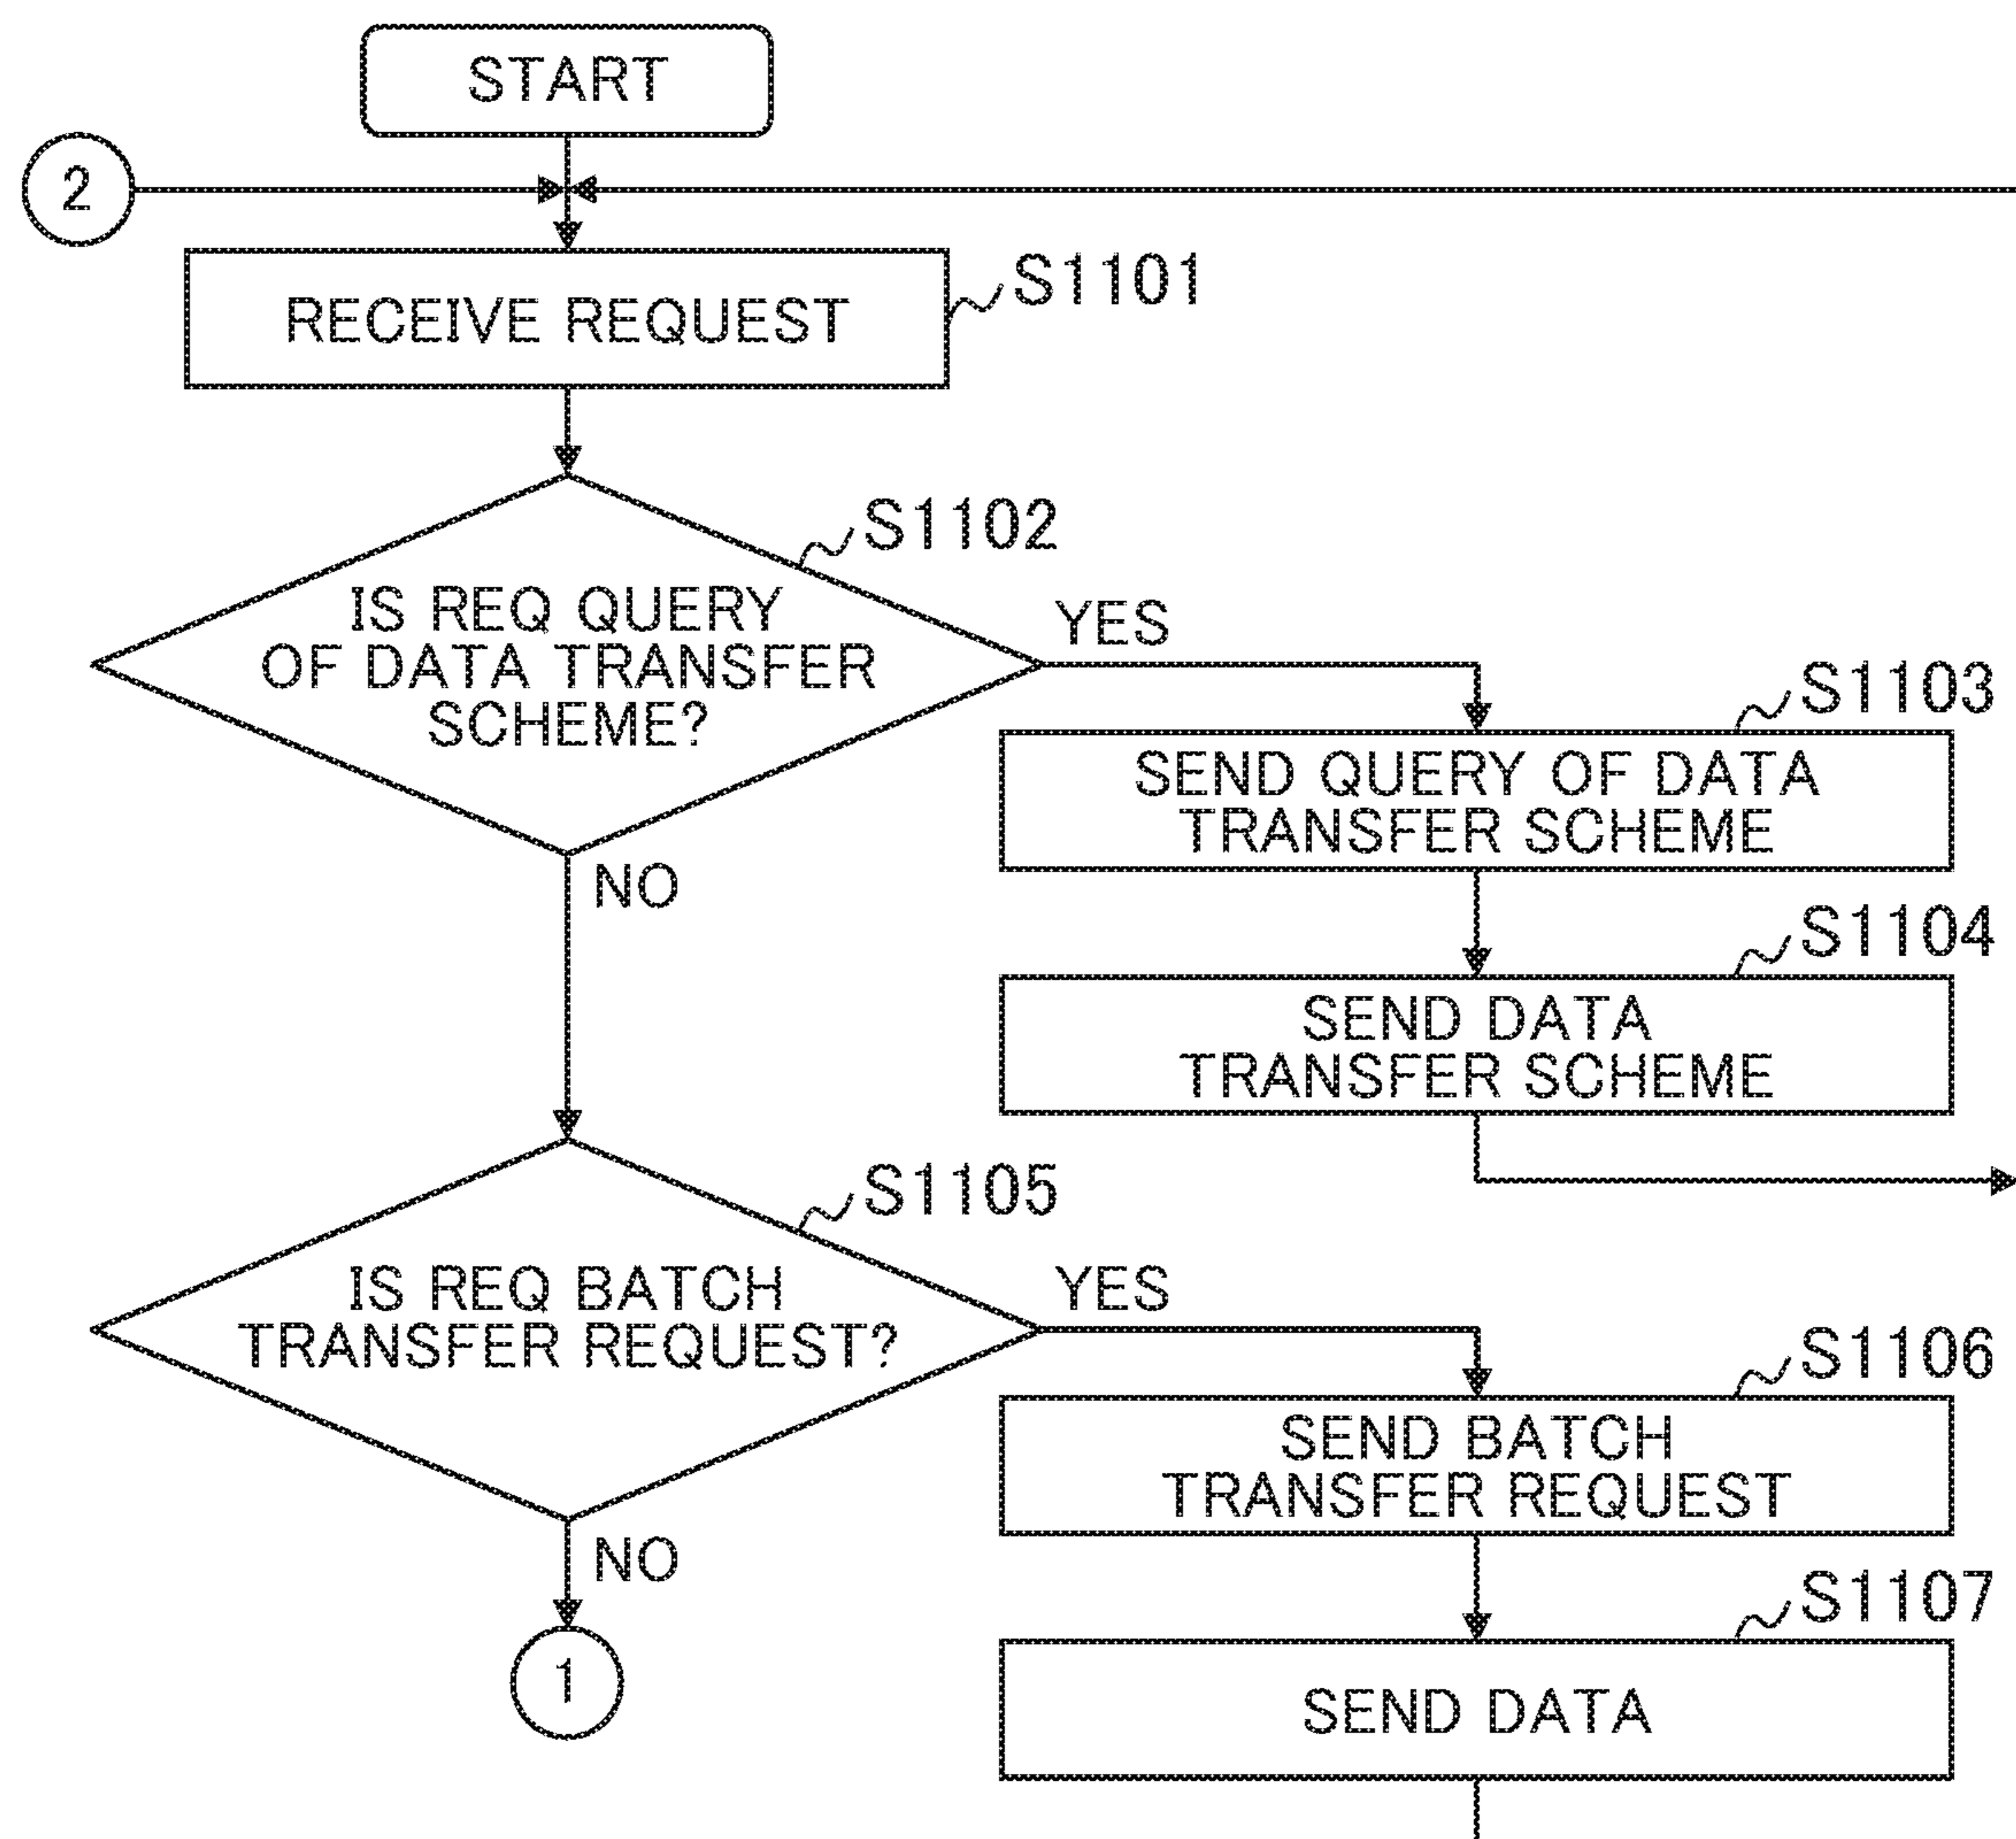 START
2
RECEIVE REQUEST
S1101
S1102
IS REQ QUERY
OF DATA TRANSFER
SCHEME?
YES
NO
S1103
SEND QUERY OF DATA
TRANSFER SCHEME
S1104
SEND DATA
TRANSFER SCHEME
S1105
IS REQ BATCH
TRANSFER REQUEST?
YES
NO
1
S1106
SEND BATCH
TRANSFER REQUEST
S1107
SEND DATA